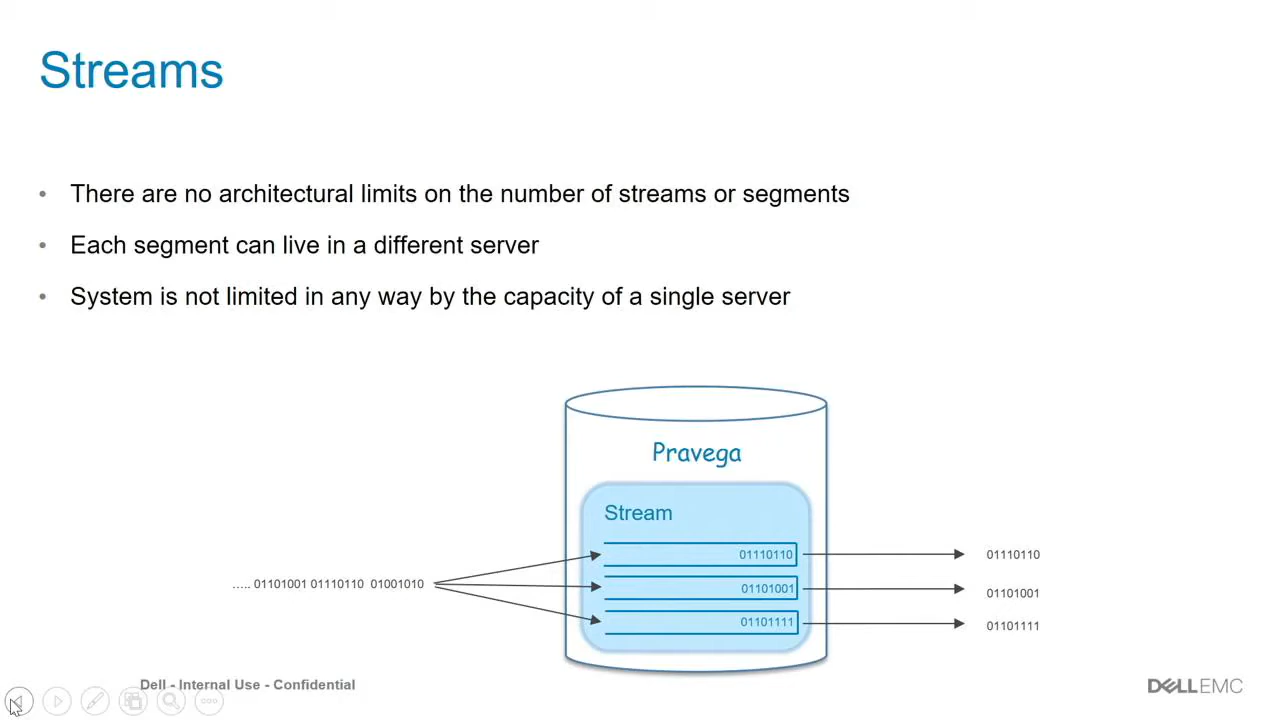 Streams
• There are no architectural limits on the number of streams or segments
• Each segment can live in a different server
• System is not limited in any way by the capacity of a single server
Pravega
Stream
01110110
01110110
..... 01101001 01110110 01001010
01101001
01101001
01101111
01101111
Dell - Internal Use - Confidential
DELLEMC